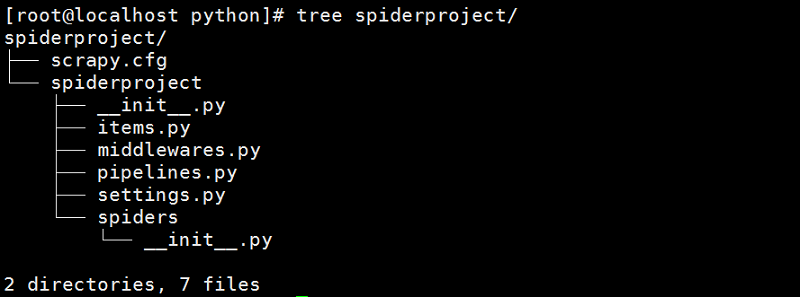 [root@localhost python]# tree spiderproject/
spiderproject/
├── scrapy.cfg
└── spiderproject
    ├── __init__.py
    ├── items.py
    ├── middlewares.py
    ├── pipelines.py
    ├── settings.py
    └── spiders
        └── __init__.py

2 directories, 7 files